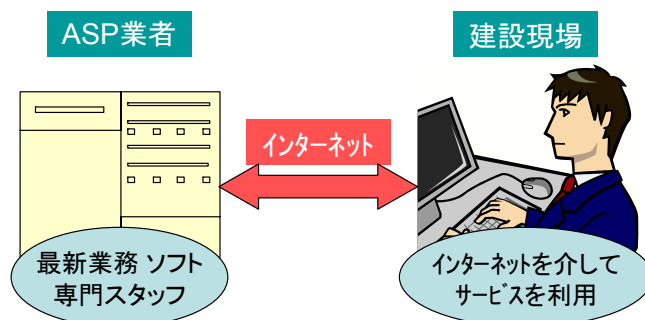 ASP業者
建設現場
インターネット
最新業務 ソフト
専門スタッフ
インターネットを介して
サービスを利用